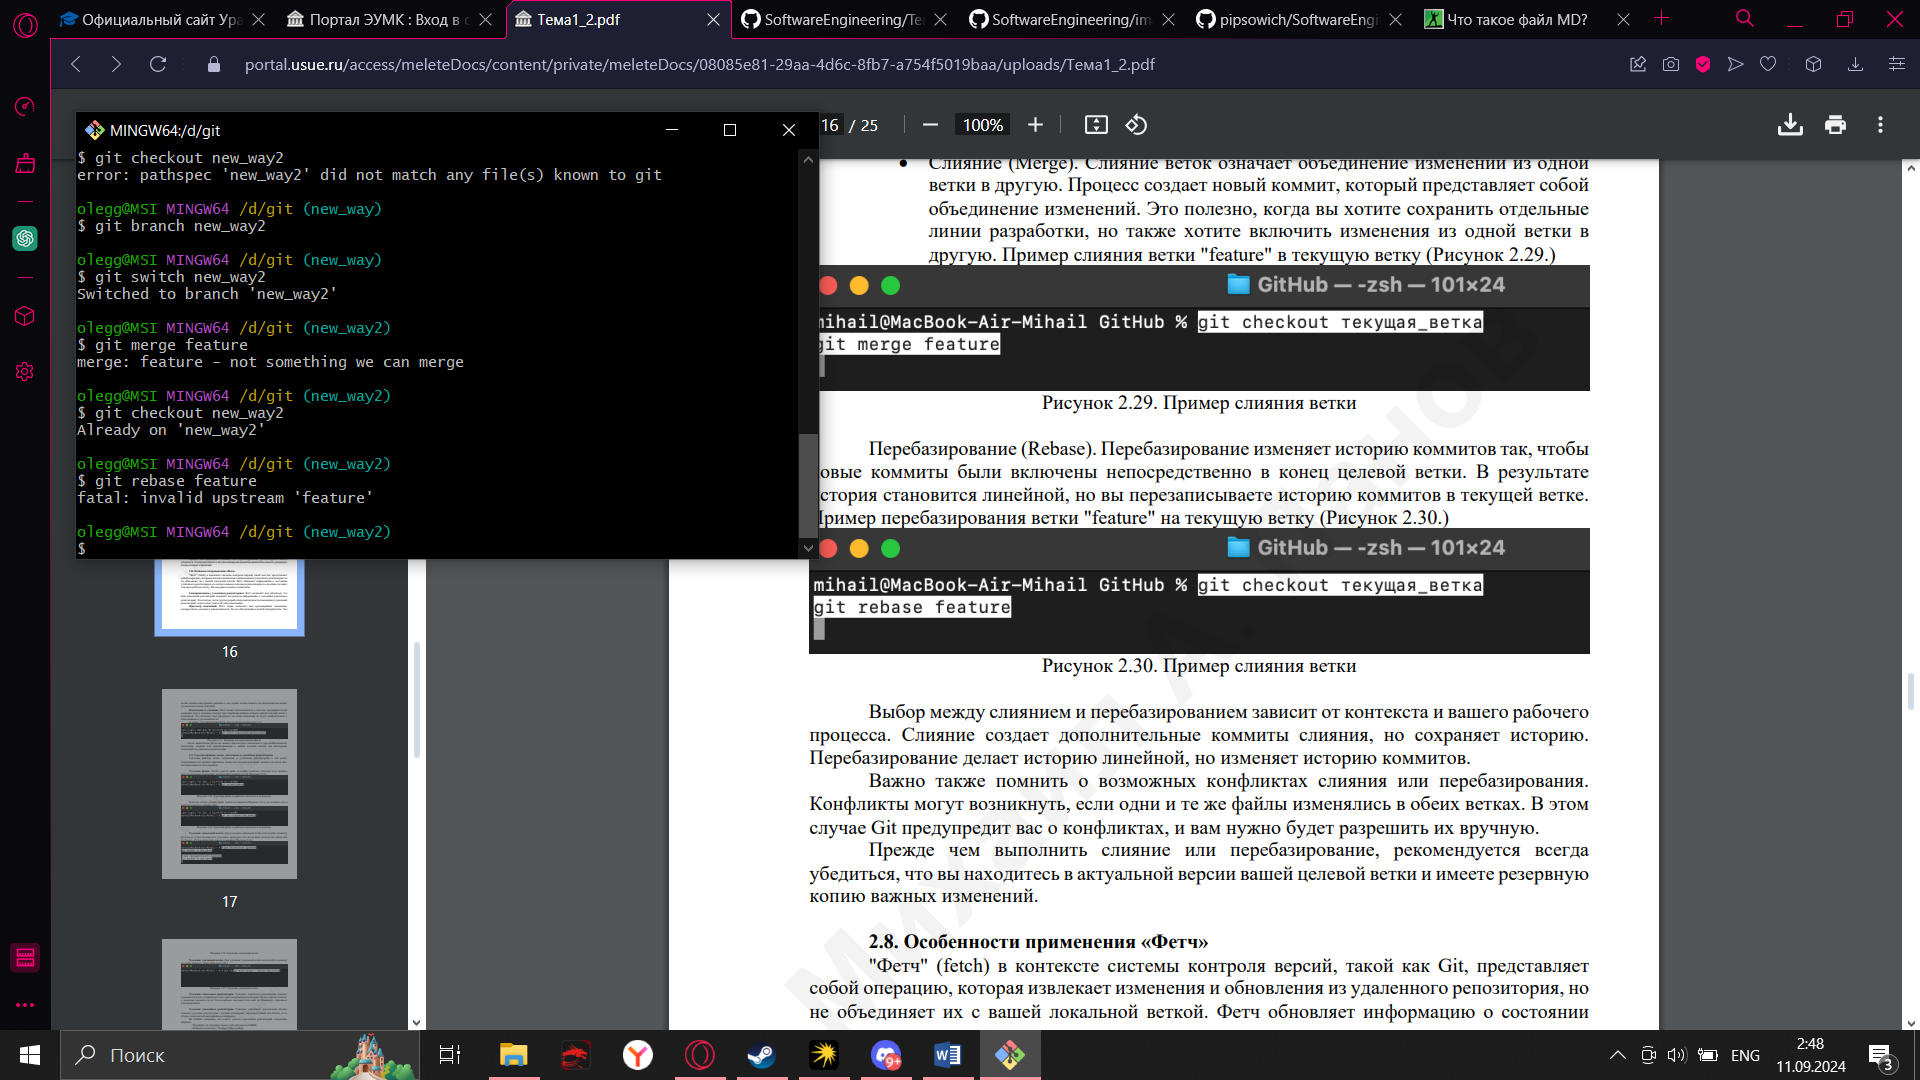 Официальный сайт Ура
Портал ЭУМК : Вход в с
Тема1_2.pdf
SoftwareEngineering/Те
SoftwareEngineering/im
pipsowich/SoftwareEngi
Что такое файл MD?
portal.usue.ru/access/meleteDocs/content/private/meleteDocs/08085e81-29aa-4d6c-8fb7-a754f5019baa/uploads/Тема1_2.pdf
MINGW64:/d/git
16 / 25
100%
$ git checkout new_way2
error: pathspec 'new_way2' did not match any file(s) known to git
olegg@MSI MINGW64 /d/git (new_way)
$ git branch new_way2
olegg@MSI MINGW64 /d/git (new_way)
$ git switch new_way2
Switched to branch 'new_way2'
olegg@MSI MINGW64 /d/git (new_way2)
$ git merge feature
merge: feature - not something we can merge
olegg@MSI MINGW64 /d/git (new_way2)
$ git checkout new_way2
Already on 'new_way2'
olegg@MSI MINGW64 /d/git (new_way2)
$ git rebase feature
fatal: invalid upstream 'feature'
olegg@MSI MINGW64 /d/git (new_way2)
$
16
17
• Слияние (Merge). Слияние веток означает объединение изменений из одной
ветки в другую. Процесс создает новый коммит, который представляет собой
объединение изменений. Это полезно, когда вы хотите сохранить отдельные
линии разработки, но также хотите включить изменения из одной ветки в
другую. Пример слияния ветки "feature" в текущую ветку (Рисунок 2.29.)
GitHub — -zsh — 101×24
mihail@MacBook-Air-Mihail GitHub % git checkout текущая_ветка
git merge feature
Рисунок 2.29. Пример слияния ветки
Перебазирование (Rebase). Перебазирование изменяет историю коммитов так, чтобы
овые коммиты были включены непосредственно в конец целевой ветки. В результате
стория становится линейной, но вы перезаписываете историю коммитов в текущей ветке.
Пример перебазирования ветки "feature" на текущую ветку (Рисунок 2.30.)
GitHub — -zsh — 101×24
mihail@MacBook-Air-Mihail GitHub % git checkout текущая_ветка
git rebase feature
Рисунок 2.30. Пример слияния ветки
Выбор между слиянием и перебазированием зависит от контекста и вашего рабочего
процесса. Слияние создает дополнительные коммиты слияния, но сохраняет историю.
Перебазирование делает историю линейной, но изменяет историю коммитов.
Важно также помнить о возможных конфликтах слияния или перебазирования.
Конфликты могут возникнуть, если одни и те же файлы изменялись в обеих ветках. В этом
случае Git предупредит вас о конфликтах, и вам нужно будет разрешить их вручную.
Прежде чем выполнить слияние или перебазирование, рекомендуется всегда
убедиться, что вы находитесь в актуальной версии вашей целевой ветки и имеете резервную
копию важных изменений.
2.8. Особенности применения «Фетч»
"Фетч" (fetch) в контексте системы контроля версий, такой как Git, представляет
собой операцию, которая извлекает изменения и обновления из удаленного репозитория, но
не объединяет их с вашей локальной веткой. Фетч обновляет информацию о состоянии
Поиск
9+
ENG
2:48
11.09.2024
3